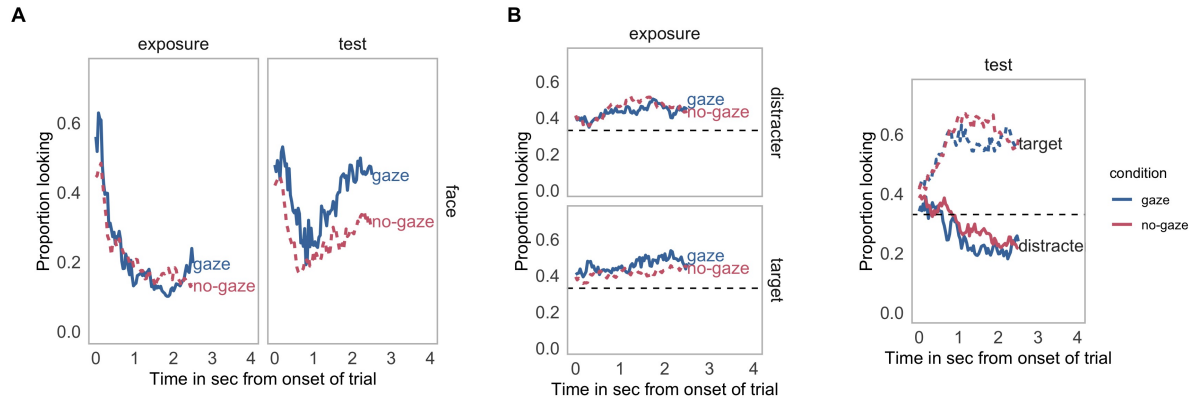 A
exposure
test
Proportion looking
0.6
0.4
0.2
0.0
gaze
no-gaze
gaze
no-gaze
face
0 1 2 3 4
0 1 2 3 4
Time in sec from onset of trial
B
exposure
Proportion looking
0.6
0.4
0.2
0.0
gaze
no-gaze
distracter
0.6
0.4
0.2
0.0
gaze
no-gaze
target
0 1 2 3 4
Time in sec from onset of trial
test
Proportion looking
0.6
0.4
0.2
0.0
target
distracte
0 1 2 3 4
Time in sec from onset of trial
condition
gaze
no-gaze